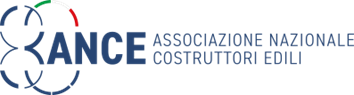 ANCE
ASSOCIAZIONE NAZIONALE
COSTRUTTORI EDILI